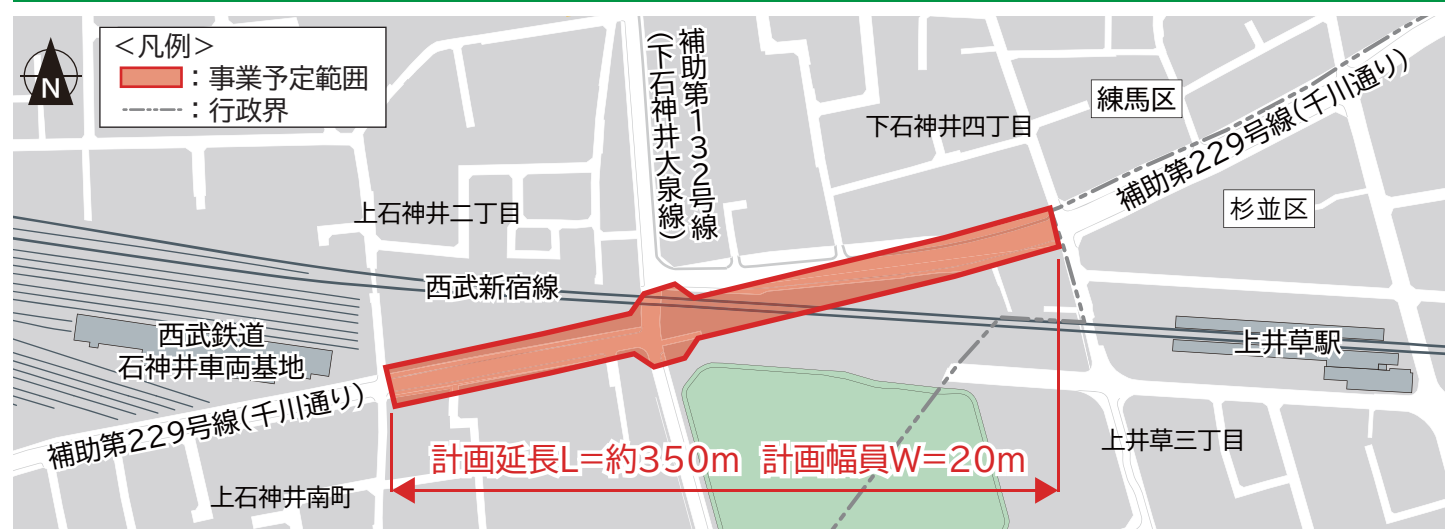 N
<凡例>
：事業予定範囲
：行政界
補助第132号線
(下石神井大泉線)
下石神井四丁目
練馬区
補助第229号線(千川通り)
杉並区
上石神井二丁目
西武新宿線
西武鉄道
石神井車両基地
上井草駅
補助第229号線(千川通り)
計画延長L=約350m 計画幅員W=20m
上井草三丁目
上石神井南町